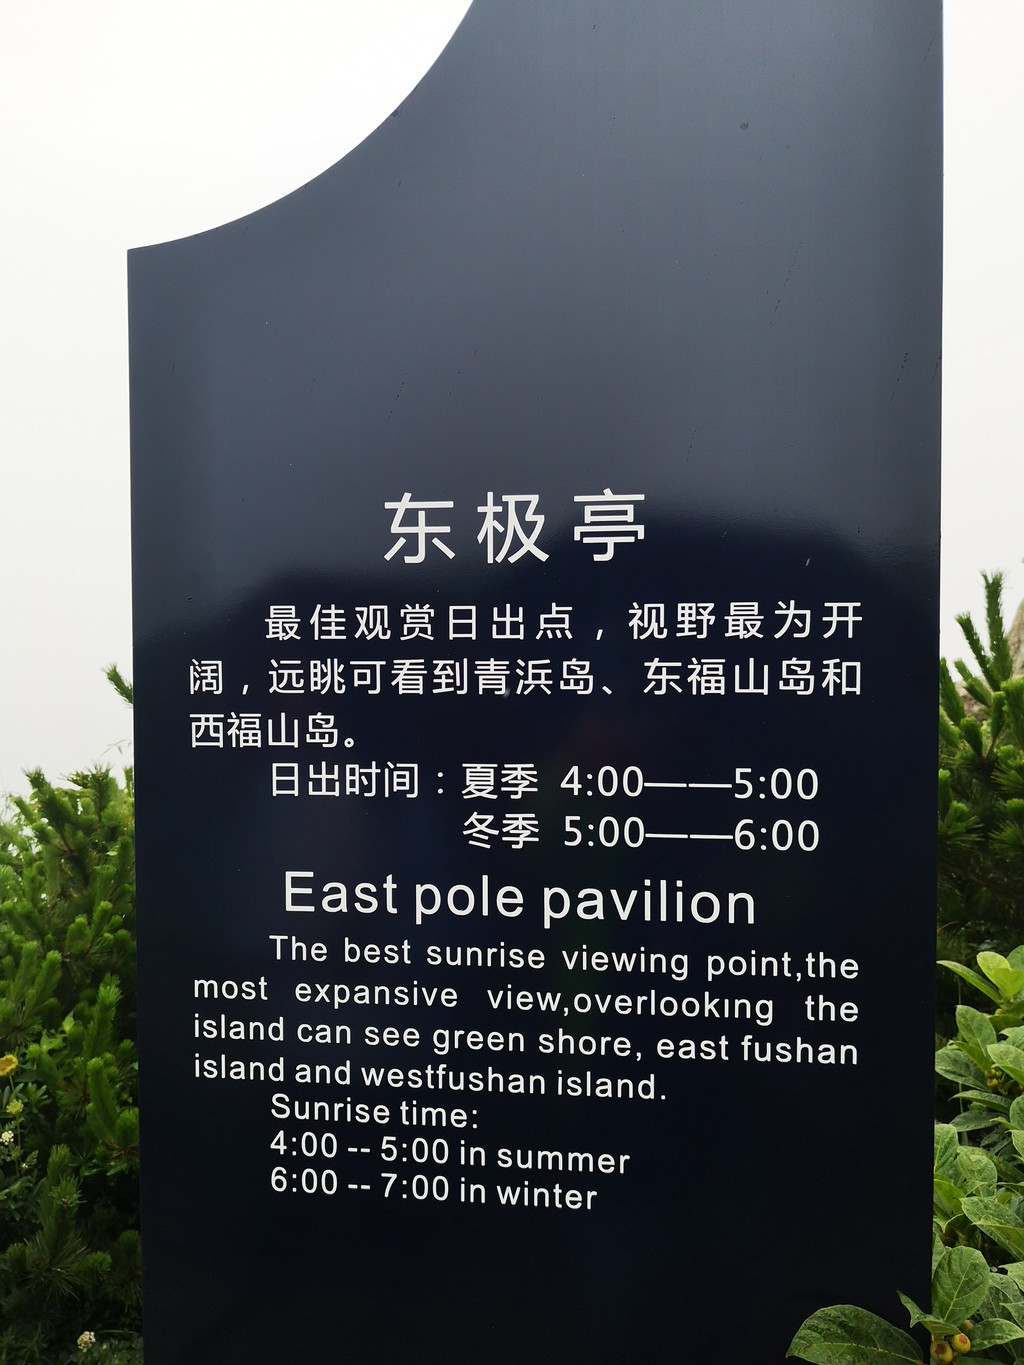 东极亭
最佳观赏日出点，视野最为开
阔，远眺可看到青浜岛、东福山岛和
西福山岛。
日出时间：夏季 4:00——5:00
冬季 5:00——6:00
East pole pavilion
The best sunrise viewing point,the
most expansive view,overlooking the
island can see green shore, east fushan
island and westfushan island.
Sunrise time:
4:00 -- 5:00 in summer
6:00 -- 7:00 in winter